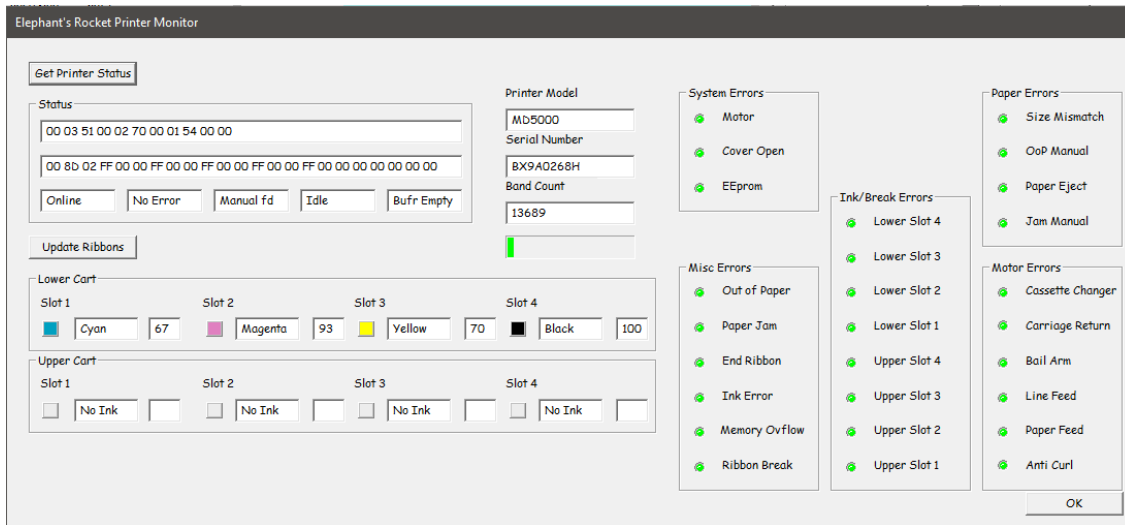 Elephant's Rocket Printer Monitor
Get Printer Status
Status
00 03 51 00 02 70 00 01 54 00 00
00 8D 02 FF 00 00 FF 00 00 FF 00 00 FF 00 00 FF 00 00 00 00 00 00 00
Online No Error Manual fd Idle Bufr Empty
Printer Model
MD5000
Serial Number
BX9A0268H
Band Count
13689
Update Ribbons
Lower Cart
Slot 1 Slot 2 Slot 3 Slot 4
Cyan 67 Magenta 93 Yellow 70 Black 100
Upper Cart
Slot 1 Slot 2 Slot 3 Slot 4
No Ink No Ink No Ink No Ink
System Errors
Motor
Cover Open
EEprom
Misc Errors
Out of Paper
Paper Jam
End Ribbon
Ink Error
Memory Ovflow
Ribbon Break
Ink/Break Errors
Lower Slot 4
Lower Slot 3
Lower Slot 2
Lower Slot 1
Upper Slot 4
Upper Slot 3
Upper Slot 2
Upper Slot 1
Paper Errors
Size Mismatch
OoP Manual
Paper Eject
Jam Manual
Motor Errors
Cassette Changer
Carriage Return
Bail Arm
Line Feed
Paper Feed
Anti Curl
OK